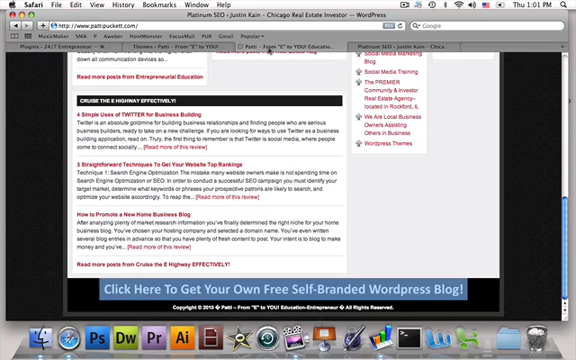 Safari File Edit View History Bookmarks Window Help
Thu 1:01 PM
Platinum SEO ‹ Justin Kain - Chicago Real Estate Investor — WordPress
http://www.pattipuckett.com/
Google
MUMaker Aweber HootMonster FocusMail PUR Gmail Popular
Plugins ‹ 24/7 Entrepreneur — W...
Themes ‹ Patti – From "E" to YOU!...
Patti – From "E" to YOU! Educatio...
Platinum SEO ‹ Justin Kain - Chic...
down all communication devices so...
Read more posts from Entrepreneurial Education
Social Media Marketing
Blog
Social Media Training
The PREMIER
Community & Investor
Real Estate Agency–
located in Rockford, IL
We Are Local Business
Owners Assisting
Others in Business
Wordpress Themes
CRUISE THE E HIGHWAY EFFECTIVELY!
4 Simple Uses of TWITTER for Business Building
Twitter is an absolute goldmine for building business relationships and finding people who are serious
business builders, ready to take on a new challenge. If you are looking for ways to use Twitter as a business
building application, read on. Truly, the first thing to remember is that Twitter is social media, where people
come to connect socially ... [Read more of this review]
3 Straightforward Techniques To Get Your Website Top Rankings
Technique 1: Search Engine Optimization The mistake many website owners make is not spending time on
Search Engine Optimization or SEO. In order to conduct a successful SEO campaign you must identify your
target market, determine what keywords or phrases your prospective patrons are likely to search, and
optimize your website accordingly. To reap the... [Read more of this review]
How to Promote a New Home Business Blog
After analyzing plenty of market research information you've finally determined the right niche for your home
business blog. You've chosen your hosting company and selected a domain name. You've even written
several blog entries in advance so that you have plenty of fresh content to post. Your intent is to blog to make
money and you've... [Read more of this review]
Read more posts from Cruise the E Highway EFFECTIVELY!
Click Here To Get Your Own Free Self-Branded Wordpress Blog!
Copyright © 2010 Patti – From "E" to YOU! Education-Entrepreneur All Rights Reserved.
Ps Dw Pr Ai